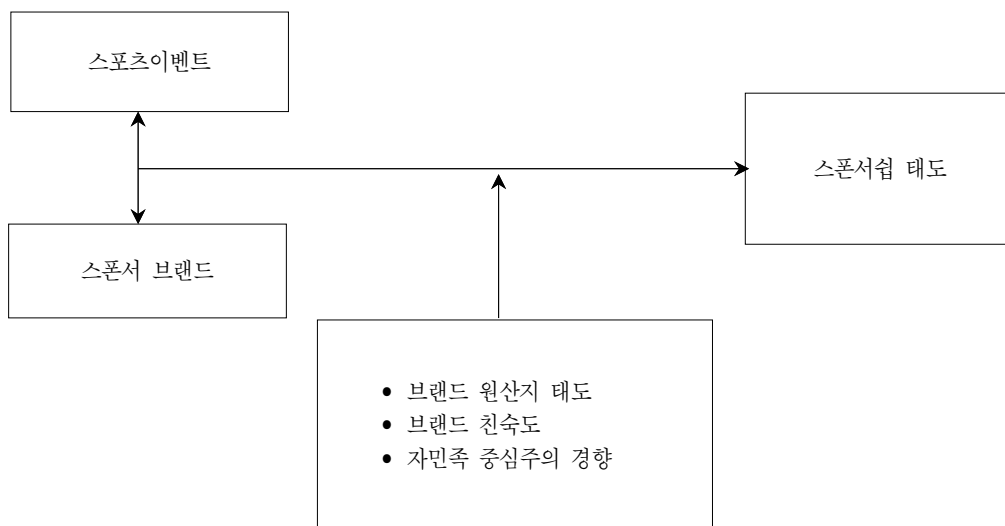 스포츠이벤트
스폰서쉽 태도
스폰서 브랜드
• 브랜드 원산지 태도
• 브랜드 친숙도
• 자민족 중심주의 경향